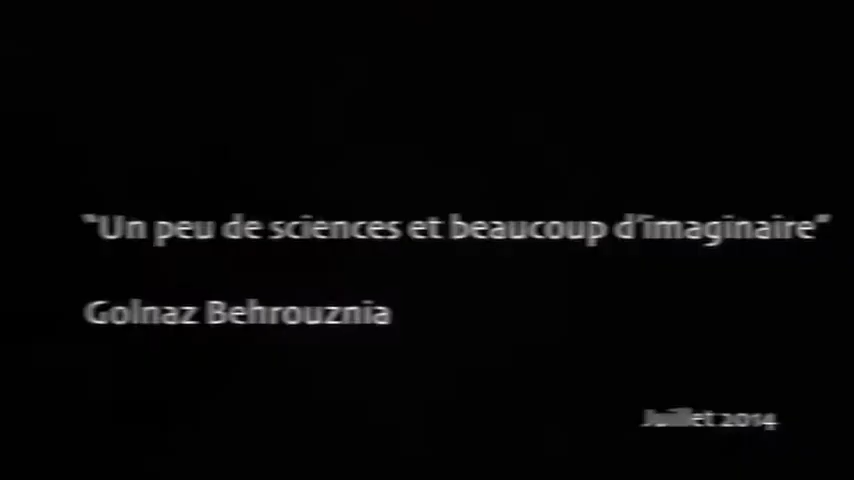 "Un peu de sciences et beaucoup d'imaginaire"
Golnaz Behrouznia
Juillet 2014